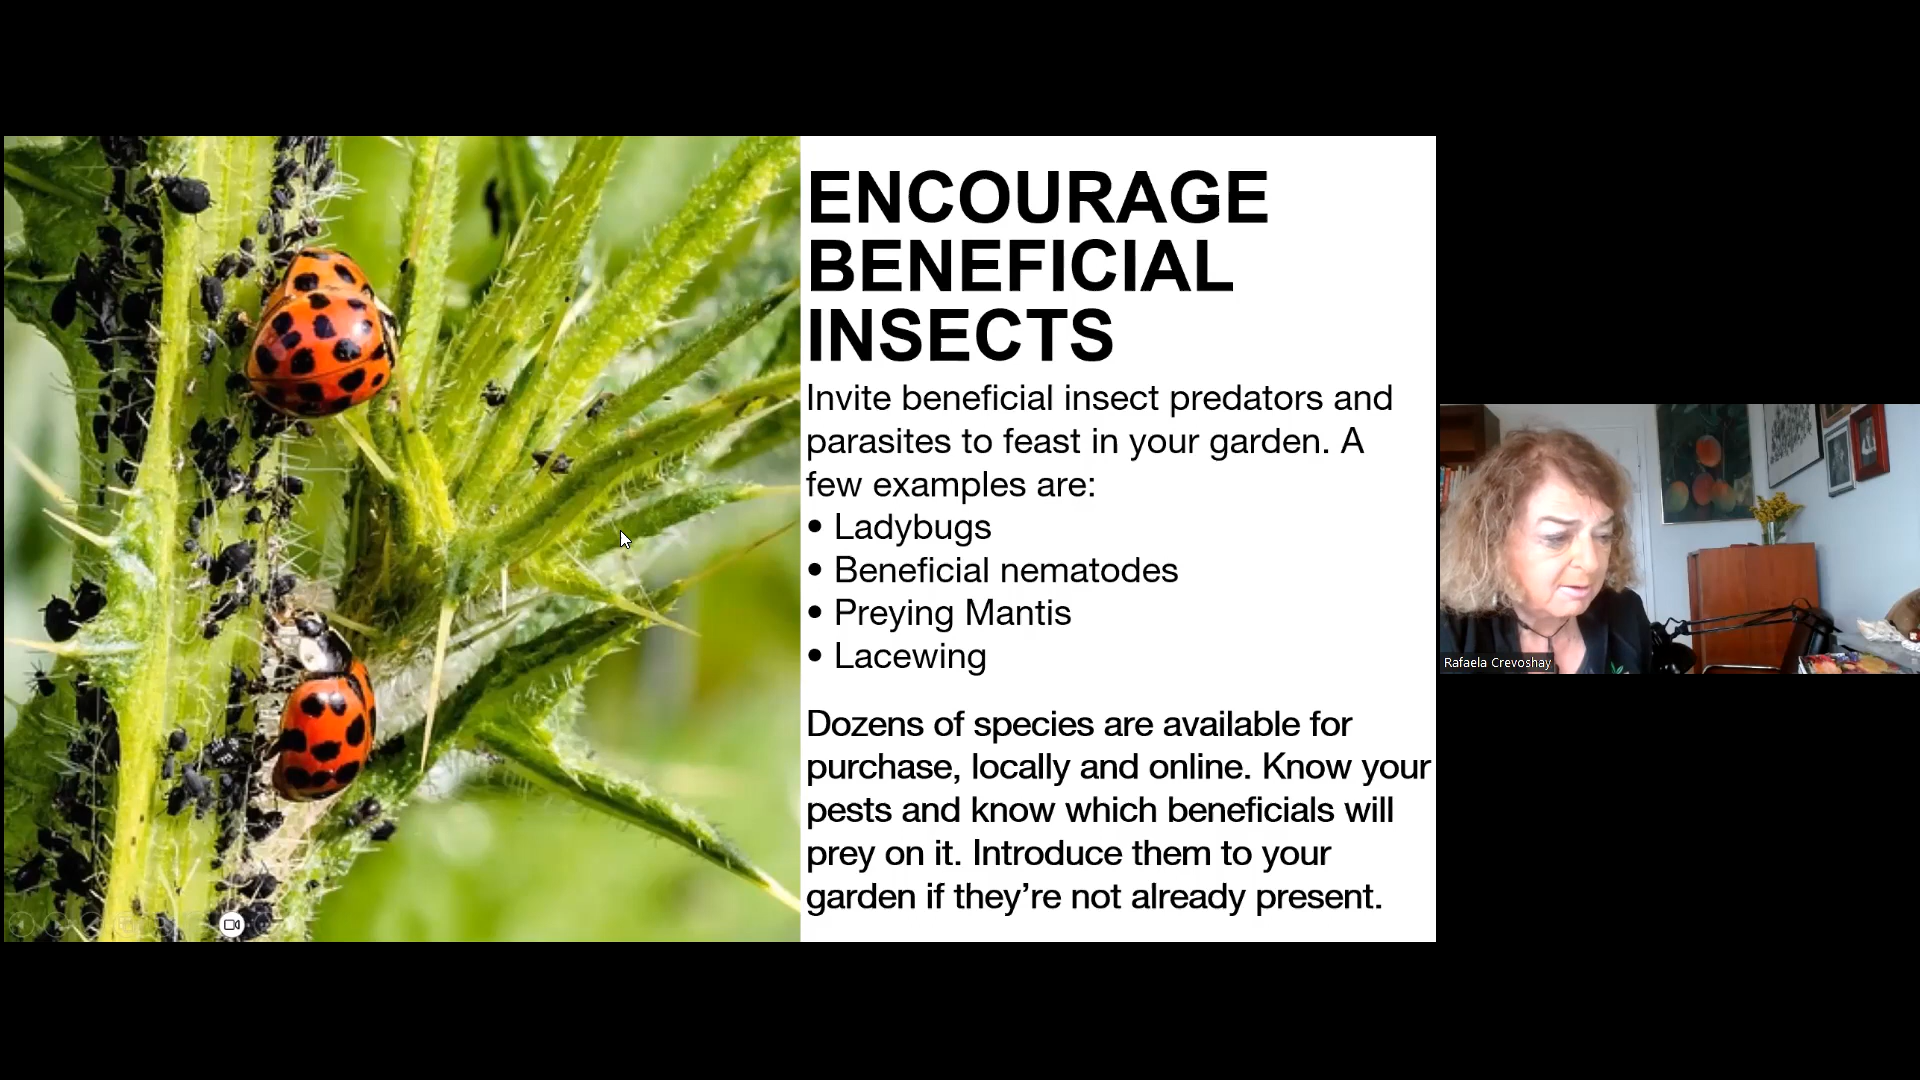 ENCOURAGE
BENEFICIAL
INSECTS
Invite beneficial insect predators and
parasites to feast in your garden. A
few examples are:
• Ladybugs
• Beneficial nematodes
• Preying Mantis
• Lacewing
Dozens of species are available for
purchase, locally and online. Know your
pests and know which beneficials will
prey on it. Introduce them to your
garden if they’re not already present.
Rafaela Crevoshay